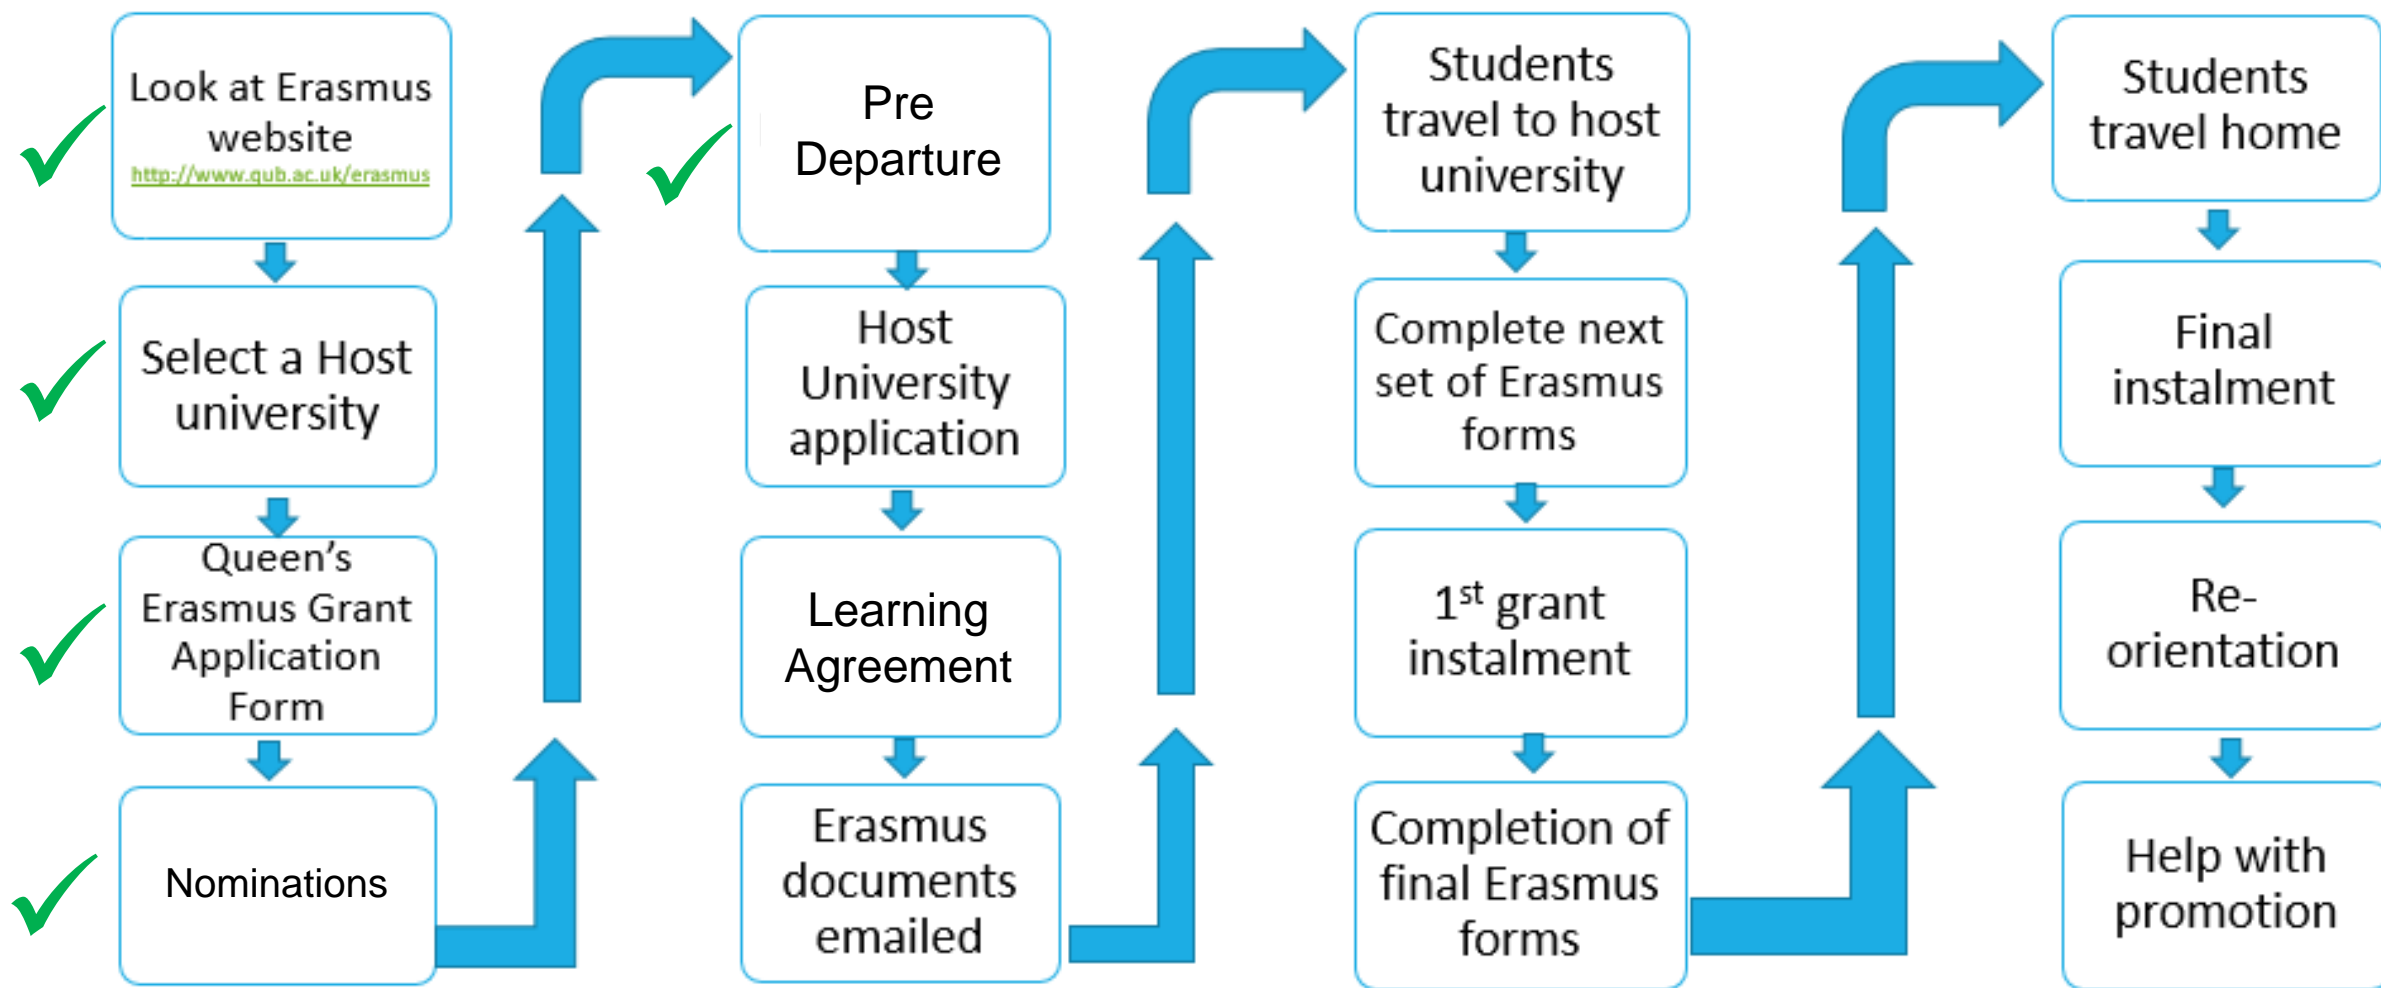 Look at Erasmus
website
http://www.qub.ac.uk/erasmus
Select a Host
university
Queen's
Erasmus Grant
Application
Form
Nominations
Pre
Departure
Host
University
application
Learning
Agreement
Erasmus
documents
emailed
Students
travel to host
university
Complete next
set of Erasmus
forms
1st grant
instalment
Completion of
final Erasmus
forms
Students
travel home
Final
instalment
Re-
orientation
Help with
promotion